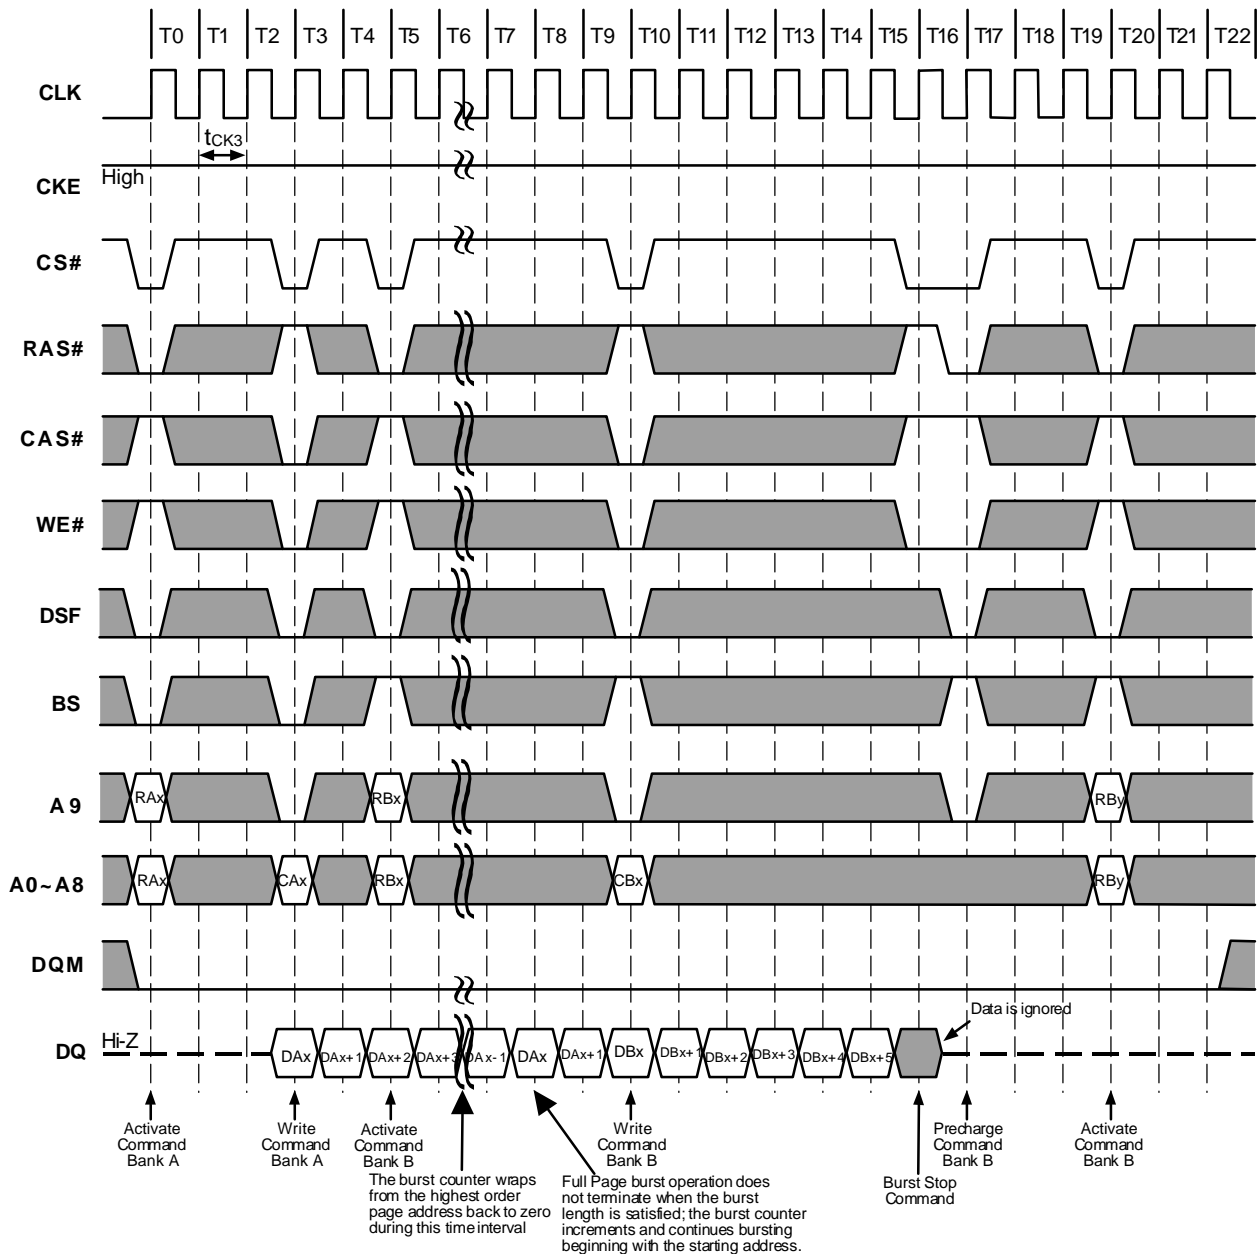 T0 T1 T2 T3 T4 T5 T6 T7 T8 T9 T10 T11 T12 T13 T14 T15 T16 T17 T18 T19 T20 T21 T22
CLK
tCK3
High
CKE
CS#
RAS#
CAS#
WE#
DSF
BS
A9 RAx RBx RBy
A0~A8 RAx CAx RBx CBx RBy
DQM
Data is ignored
Hi-Z
DQ DAx DAx+1 DAx+2 DAx+3 DAx-1 DAx DAx+1 DBx DBx+1 DBx+2 DBx+3 DBx+4 DBx+5
Activate
Command
Bank A
Write
Command
Bank A
Activate
Command
Bank B
The burst counter wraps
from the highest order
page address back to zero
during this time interval
Full Page burst operation does
not terminate when the burst
length is satisfied; the burst counter
increments and continues bursting
beginning with the starting address.
Write
Command
Bank B
Burst Stop
Command
Precharge
Command
Bank B
Activate
Command
Bank B